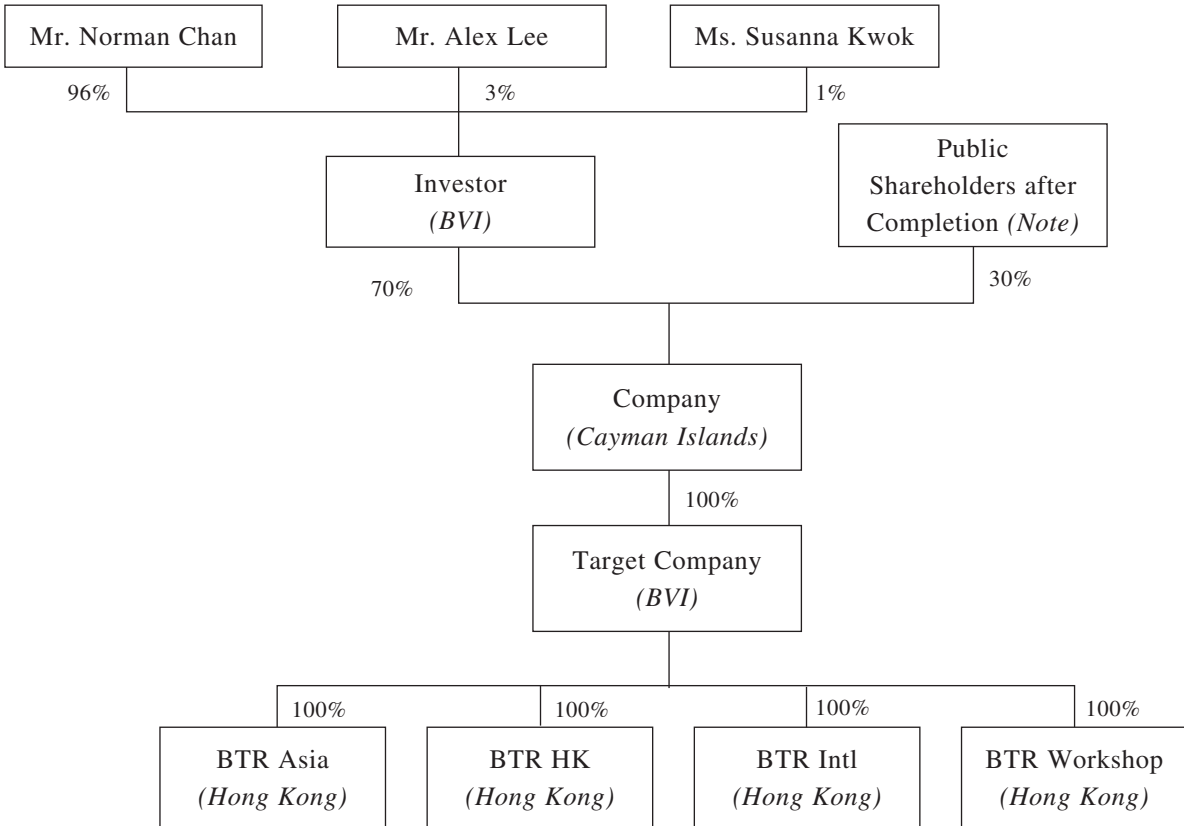 Mr. Norman Chan
Mr. Alex Lee
Ms. Susanna Kwok
96%
3%
1%
Investor
(BVI)
Public
Shareholders after
Completion (Note)
70%
30%
Company
(Cayman Islands)
100%
Target Company
(BVI)
100%
100%
100%
100%
BTR Asia
(Hong Kong)
BTR HK
(Hong Kong)
BTR Intl
(Hong Kong)
BTR Workshop
(Hong Kong)